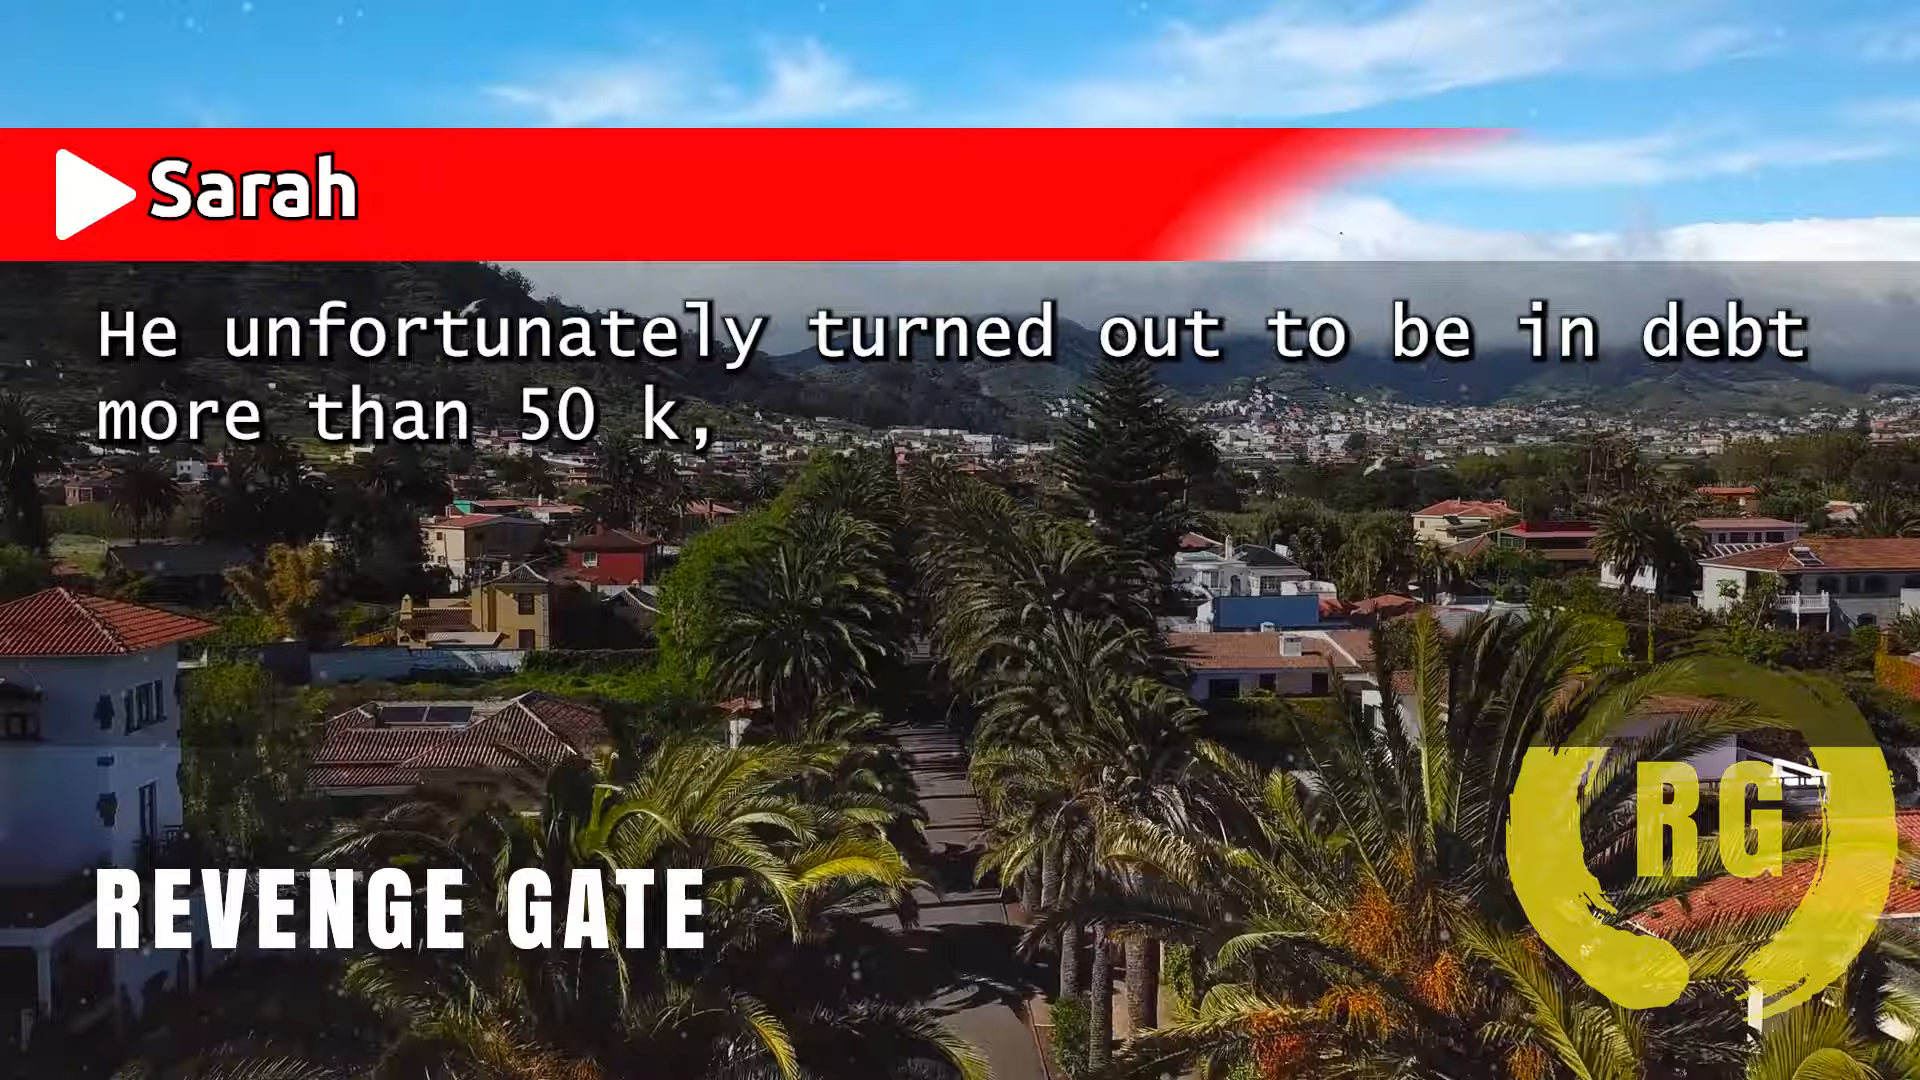 Sarah
He unfortunately turned out to be in debt
more than 50 k,
REVENGE GATE
RG